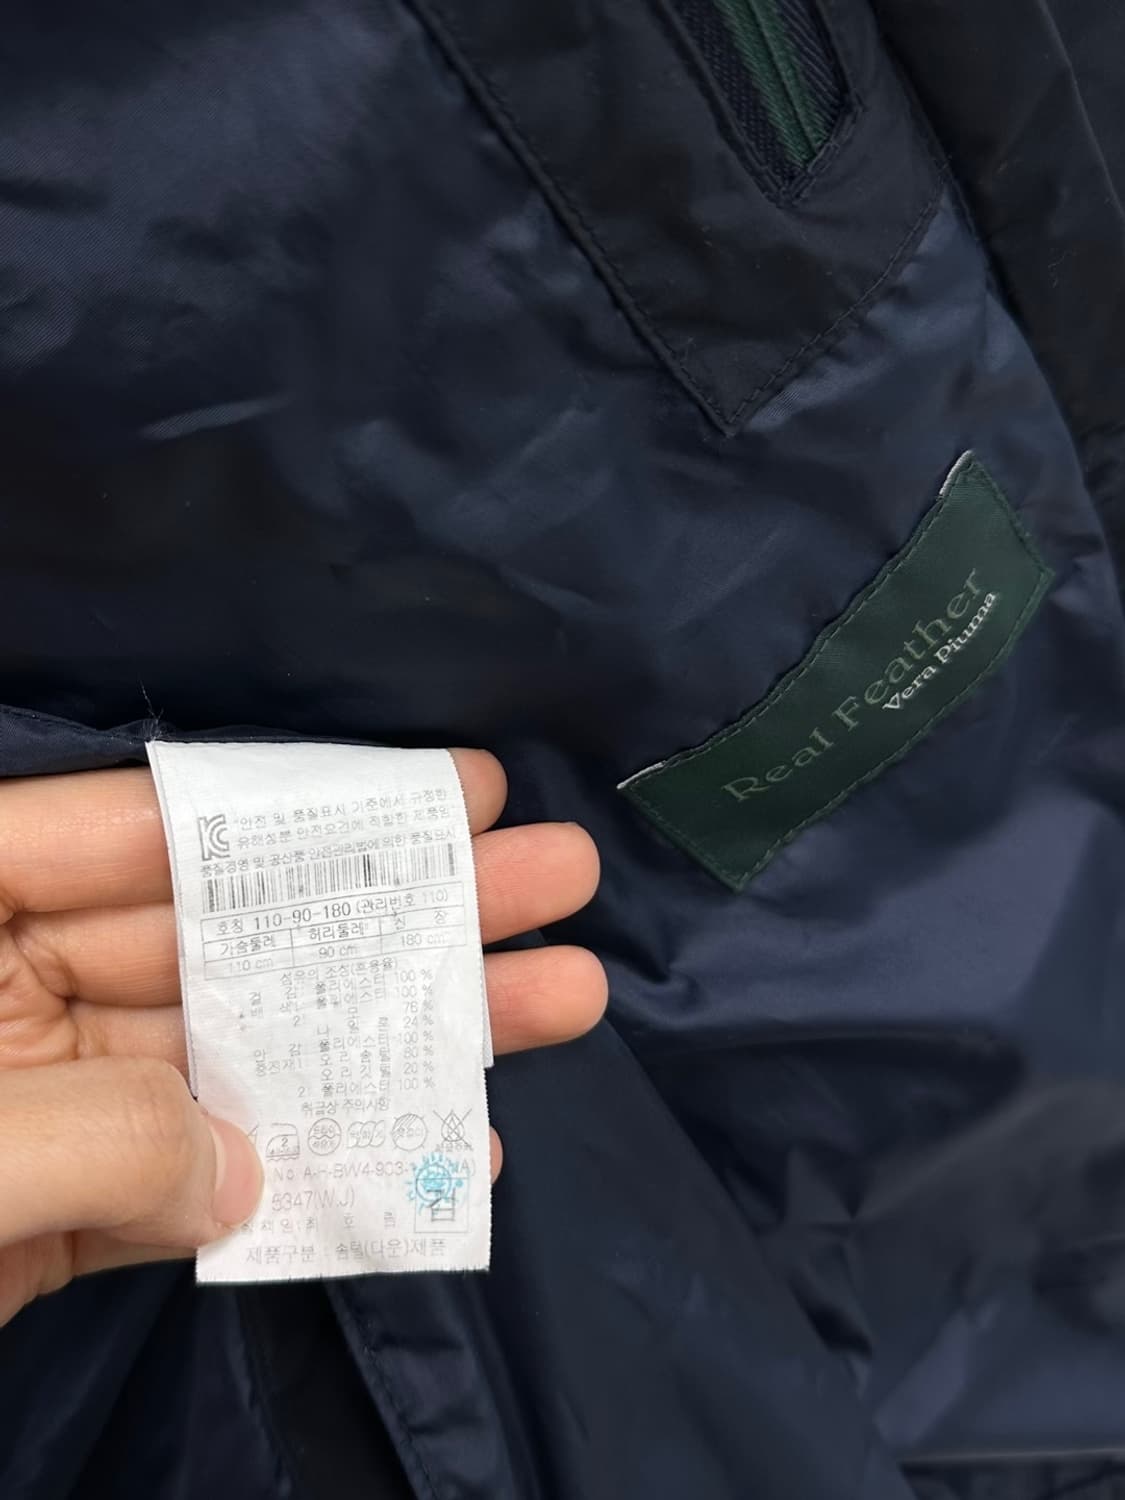 "안전 및 품질표시 기준에서 규정한
유해성분 안전요건에 적합한 제품임
품질경영 및 공산품 안전관리법에 의한 품질표시
호칭 110-90-180 (관리번호 110)
가슴둘레 허리둘레 신 장
110 cm 90 cm 180 cm
섬유의 조성(혼용율)
겉 감: 폴리에스터 100 %
배 색1: 폴리에스터 100 %
2: 모 76 %
나 일 론 24 %
안 감 폴리에스터 100 %
충전재1: 오 리 솜 털 80 %
오 리 깃 털 20 %
2: 폴리에스터 100 %
취급상 주의사항
No A-H-BW4-903-
5347(W.J)
제품구분 : 솜털(다운)제품
Real Feather
Vera Piuma